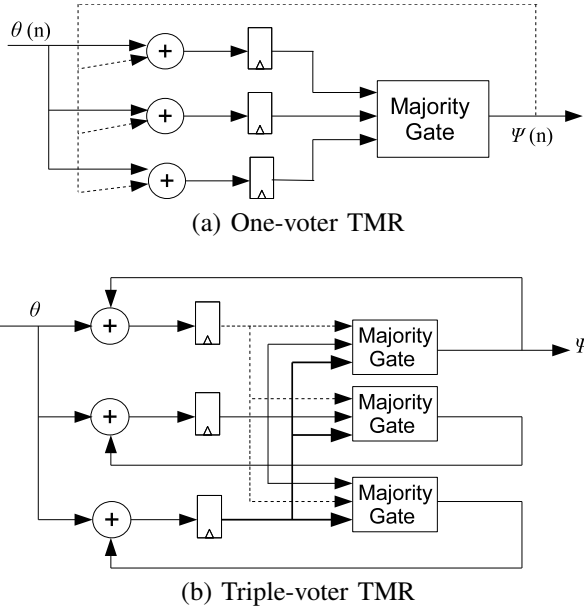 θ (n)
+
+
+
Majority
Gate
Ψ (n)
(a) One-voter TMR
θ
+
+
+
Majority
Gate
Ψ
Majority
Gate
Majority
Gate
(b) Triple-voter TMR